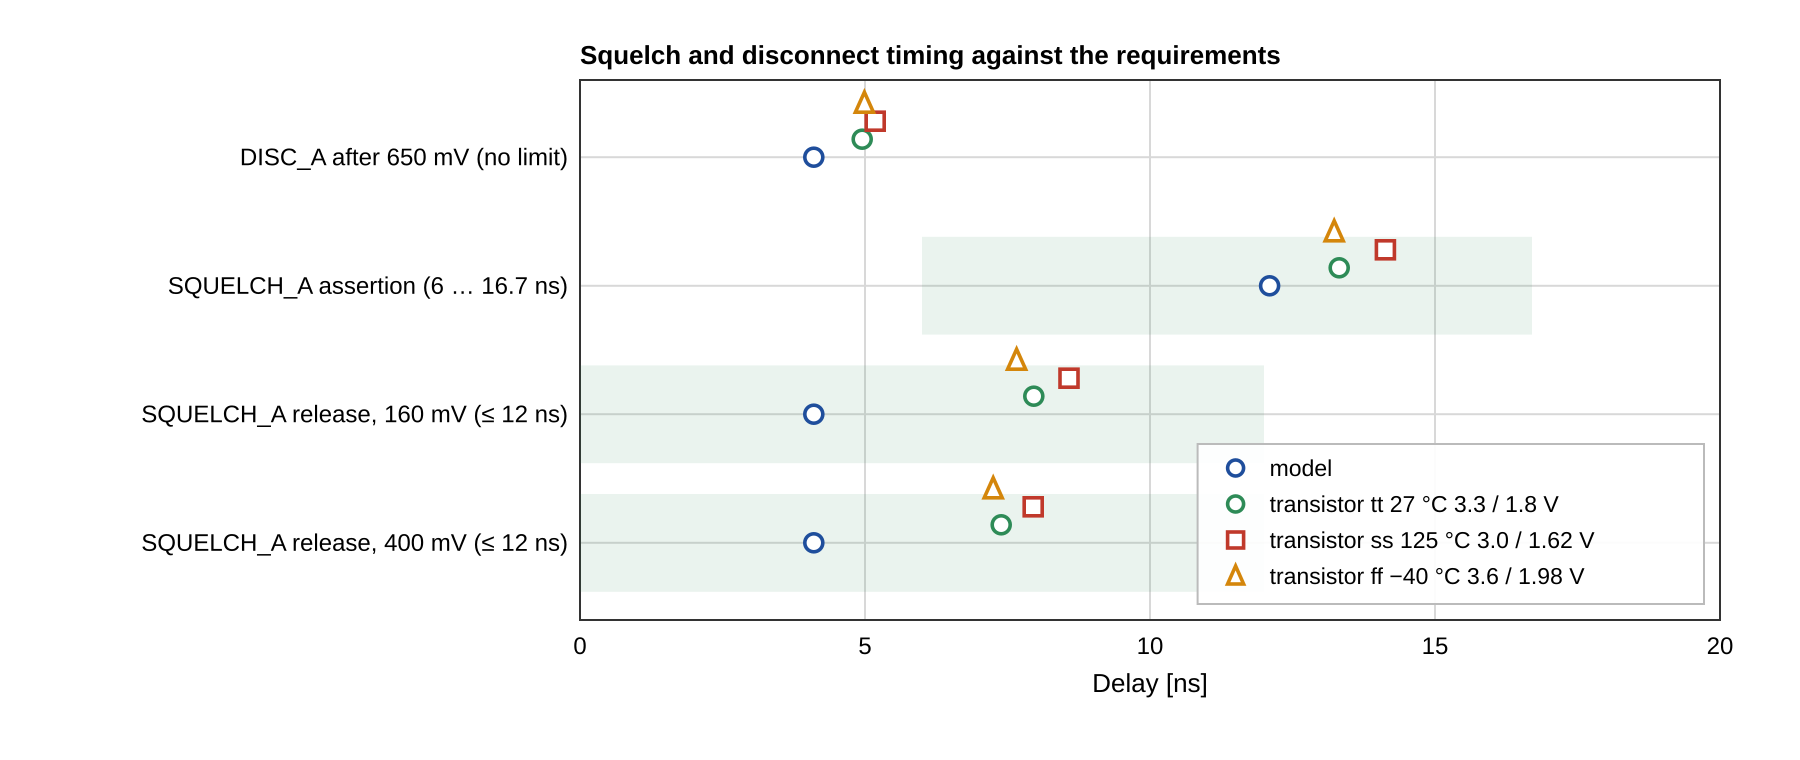 Squelch and disconnect timing against the requirements
DISC_A after 650 mV (no limit)
SQUELCH_A assertion (6 … 16.7 ns)
SQUELCH_A release, 160 mV (≤ 12 ns)
SQUELCH_A release, 400 mV (≤ 12 ns)
model
transistor tt 27 °C 3.3 / 1.8 V
transistor ss 125 °C 3.0 / 1.62 V
transistor ff −40 °C 3.6 / 1.98 V
0 5 10 15 20
Delay [ns]